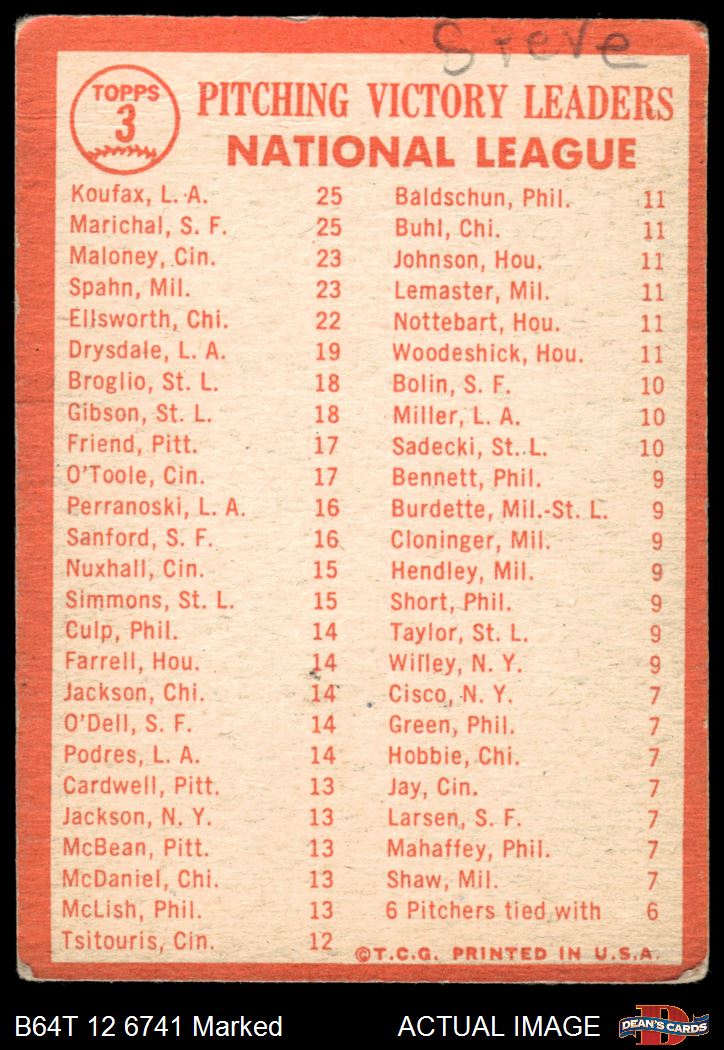 Steve
TOPPS
3
PITCHING VICTORY LEADERS
NATIONAL LEAGUE
Koufax, L. A. 25
Marichal, S. F. 25
Maloney, Cin. 23
Spahn, Mil. 23
Ellsworth, Chi. 22
Drysdale, L. A. 19
Broglio, St. L. 18
Gibson, St. L. 18
Friend, Pitt. 17
O'Toole, Cin. 17
Perranoski, L. A. 16
Sanford, S. F. 16
Nuxhall, Cin. 15
Simmons, St. L. 15
Culp, Phil. 14
Farrell, Hou. 14
Jackson, Chi. 14
O'Dell, S. F. 14
Podres, L. A. 14
Cardwell, Pitt. 13
Jackson, N. Y. 13
McBean, Pitt. 13
McDaniel, Chi. 13
McLish, Phil. 13
Tsitouris, Cin. 12
Baldschun, Phil. 11
Buhl, Chi. 11
Johnson, Hou. 11
Lemaster, Mil. 11
Nottebart, Hou. 11
Woodeshick, Hou. 11
Bolin, S. F. 10
Miller, L. A. 10
Sadecki, St. L. 10
Bennett, Phil. 9
Burdette, Mil.-St. L. 9
Cloninger, Mil. 9
Hendley, Mil. 9
Short, Phil. 9
Taylor, St. L. 9
Willey, N. Y. 9
Cisco, N. Y. 7
Green, Phil. 7
Hobbie, Chi. 7
Jay, Cin. 7
Larsen, S. F. 7
Mahaffey, Phil. 7
Shaw, Mil. 7
6 Pitchers tied with 6
©T.C.G. PRINTED IN U.S.A.
B64T 12 6741 Marked
ACTUAL IMAGE
DEAN'S CARDS